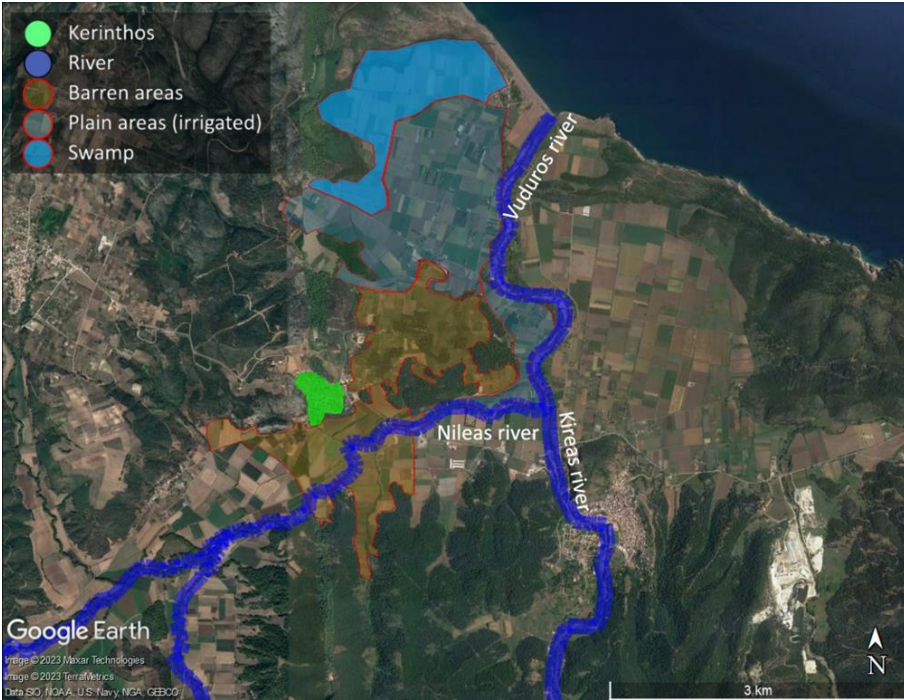 Kerinthos
River
Barren areas
Plain areas (irrigated)
Swamp
Vuduros river
Nileas river
Kireas river
Google Earth
Image © 2023 Maxar Technologies
Image © 2023 TerraMetrics
Data SIO, NOAA, U.S. Navy, NGA, GEBCO
3 km
N